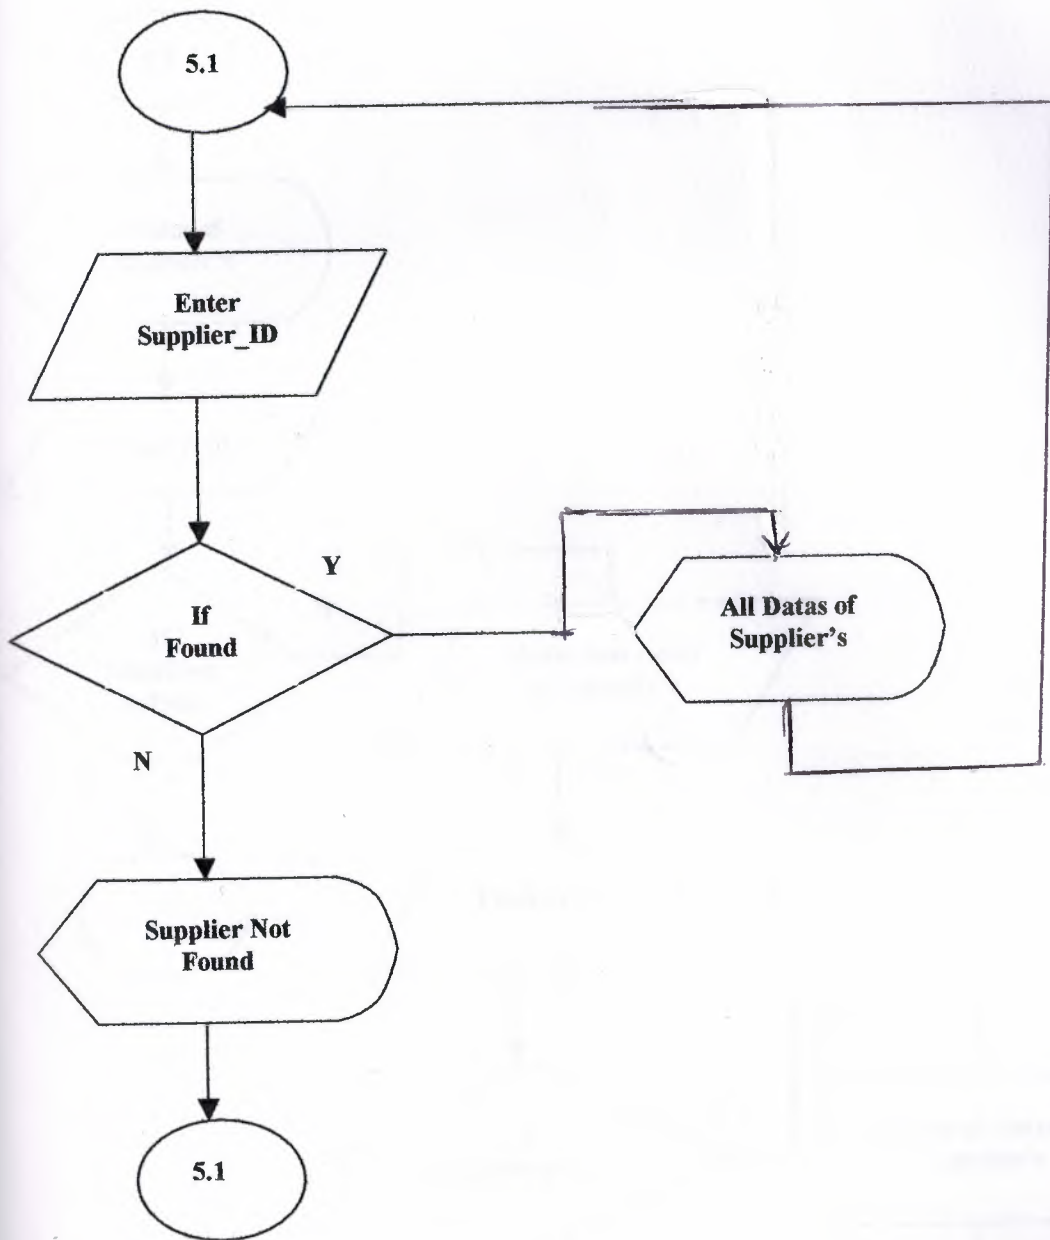 5.1
Enter
Supplier_ID
Y
If
Found
All Datas of
Supplier's
N
Supplier Not
Found
5.1